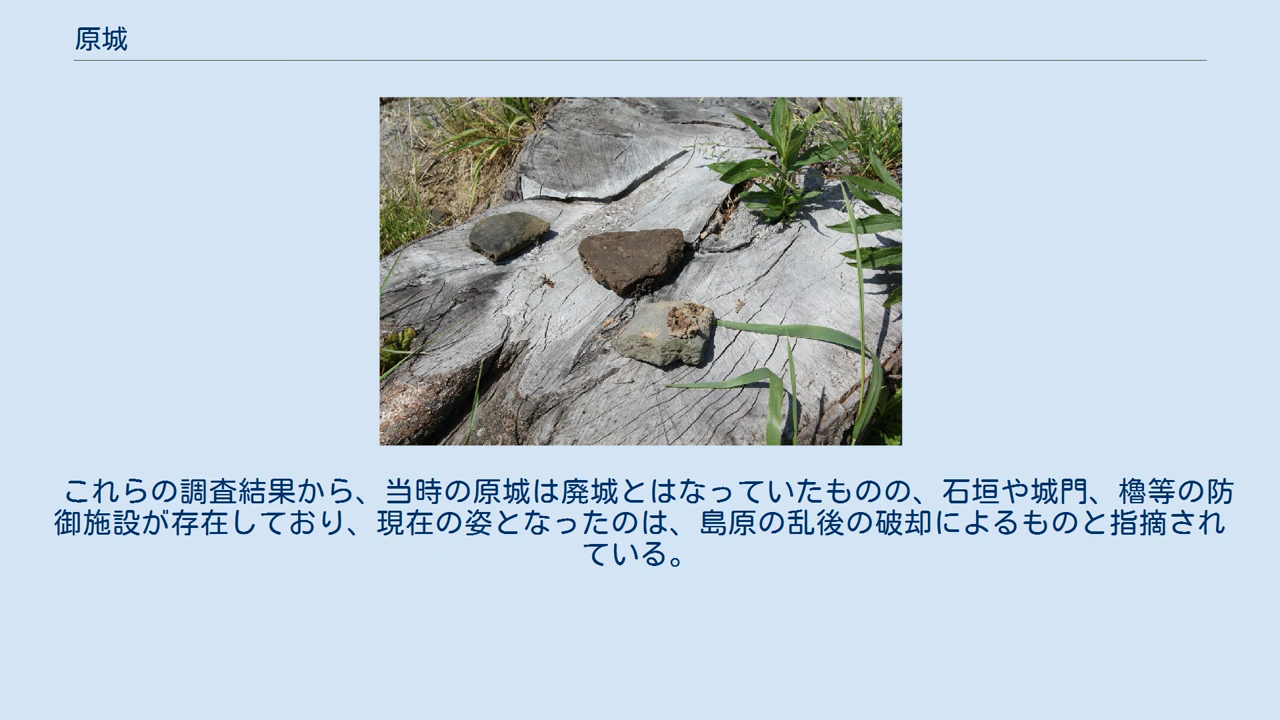 原城
これらの調査結果から、当時の原城は廃城とはなっていたものの、石垣や城門、櫓等の防
御施設が存在しており、現在の姿となったのは、島原の乱後の破却によるものと指摘され
ている。